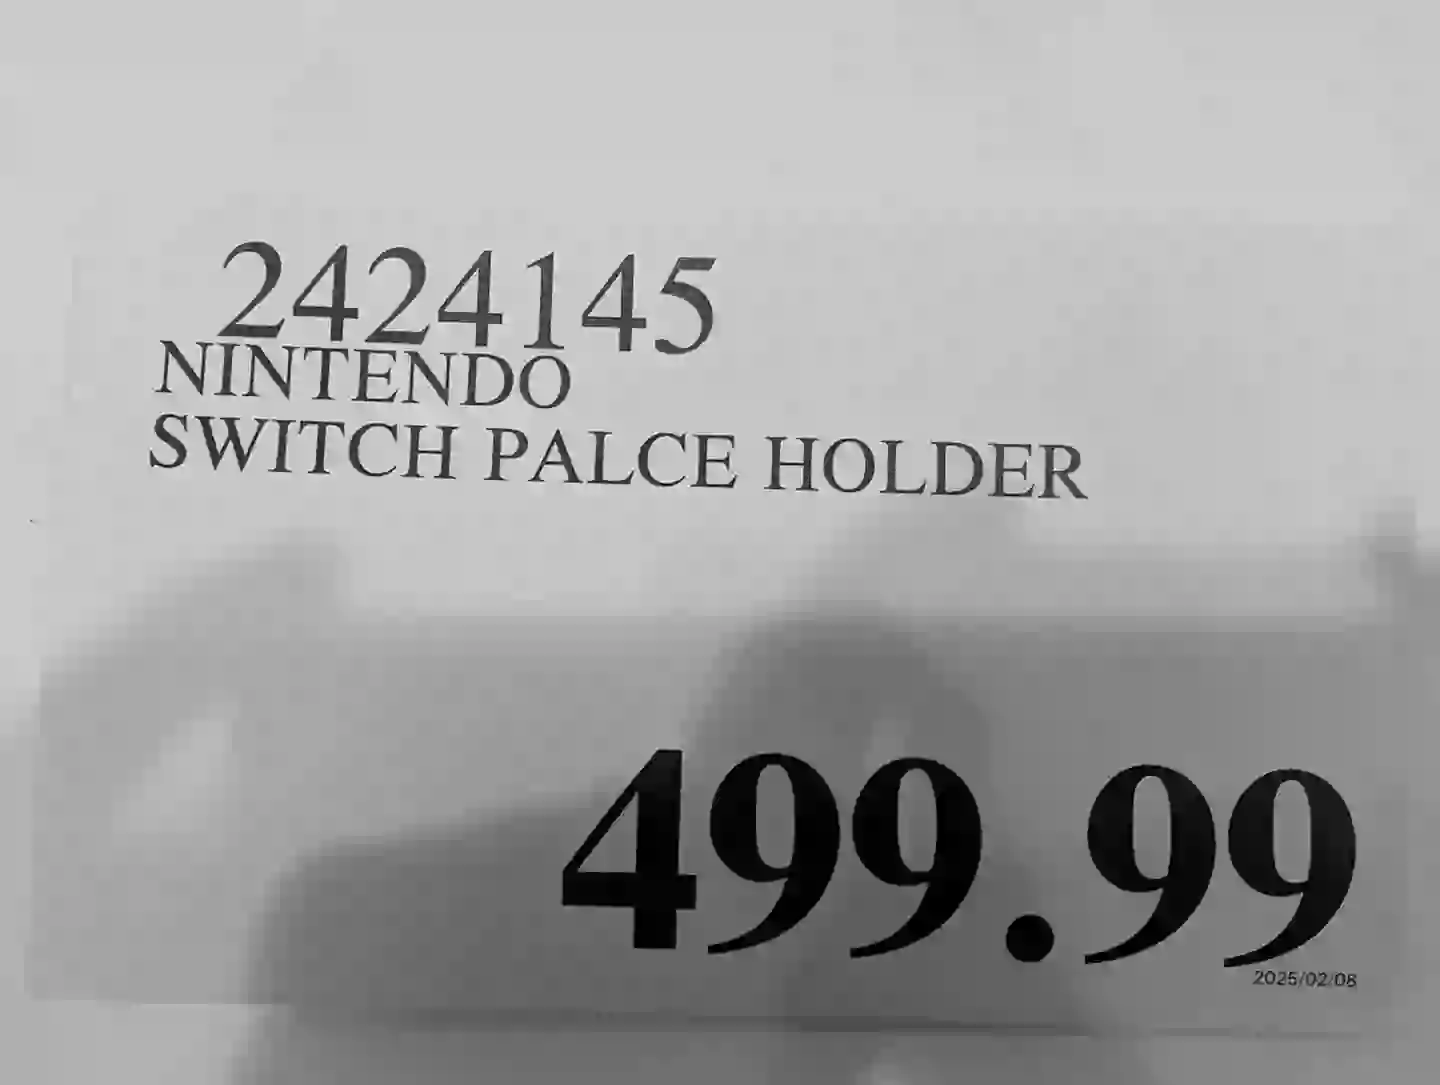 2424145
NINTENDO
SWITCH PALCE HOLDER
499.99
2025/02/08